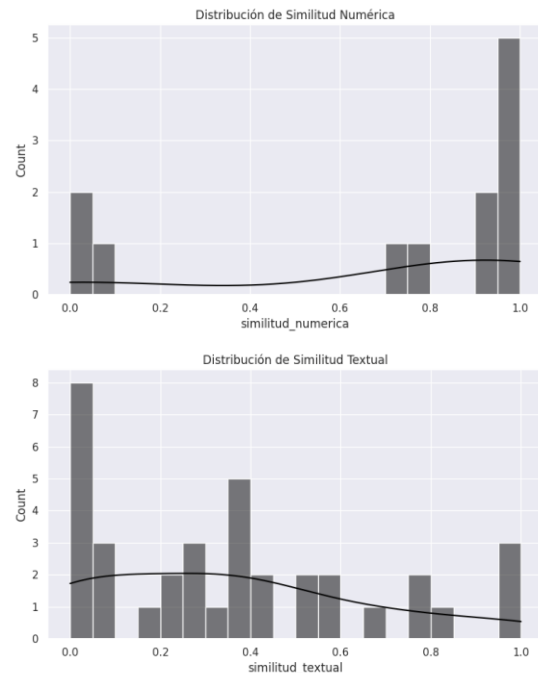 Distribución de Similitud Numérica
5
4
3
2
1
0
Count
0.0 0.2 0.4 0.6 0.8 1.0
similitud_numerica
Distribución de Similitud Textual
8
7
6
5
4
3
2
1
0
Count
0.0 0.2 0.4 0.6 0.8 1.0
similitud_textual